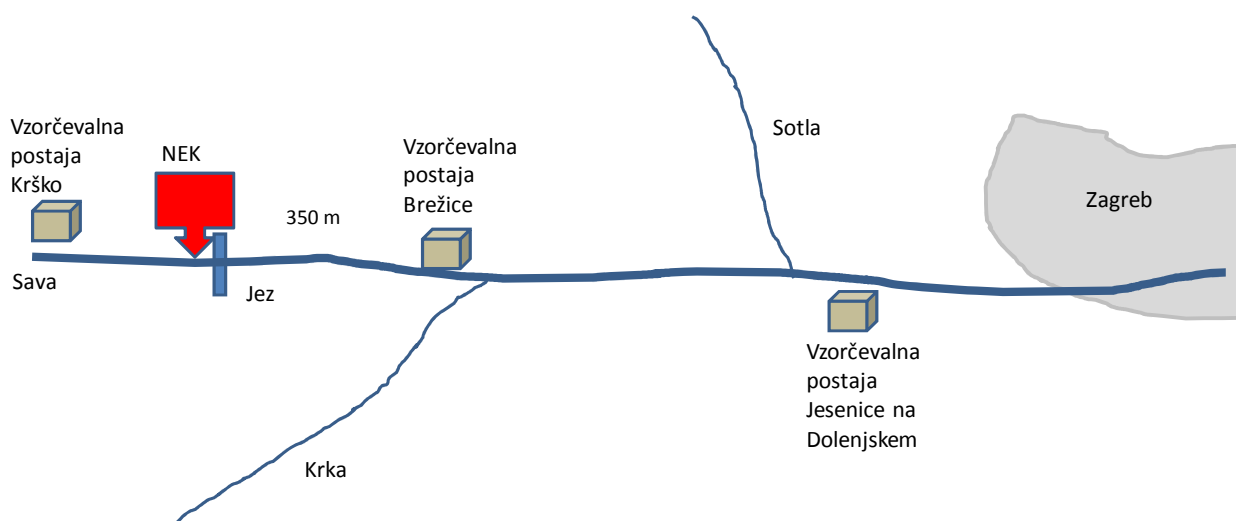 Vzorčevalna
postaja
Krško
NEK
350 m
Vzorčevalna
postaja
Brežice
Sotla
Zagreb
Sava
Jez
Vzorčevalna
postaja
Jesenice na
Dolenjskem
Krka